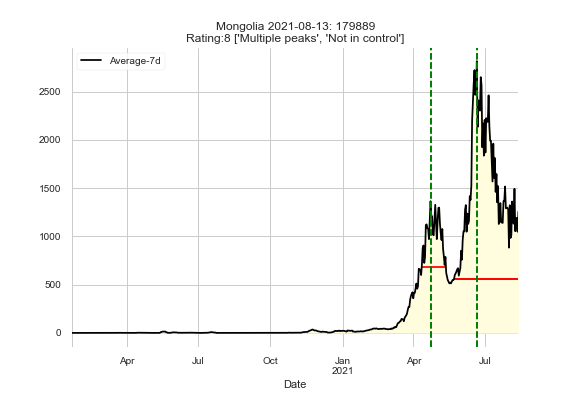 Mongolia 2021-08-13: 179889
Rating:8 ['Multiple peaks', 'Not in control']
Average-7d
2500
2000
1500
1000
500
0
Apr
Jul
Oct
Jan
2021
Apr
Jul
Date